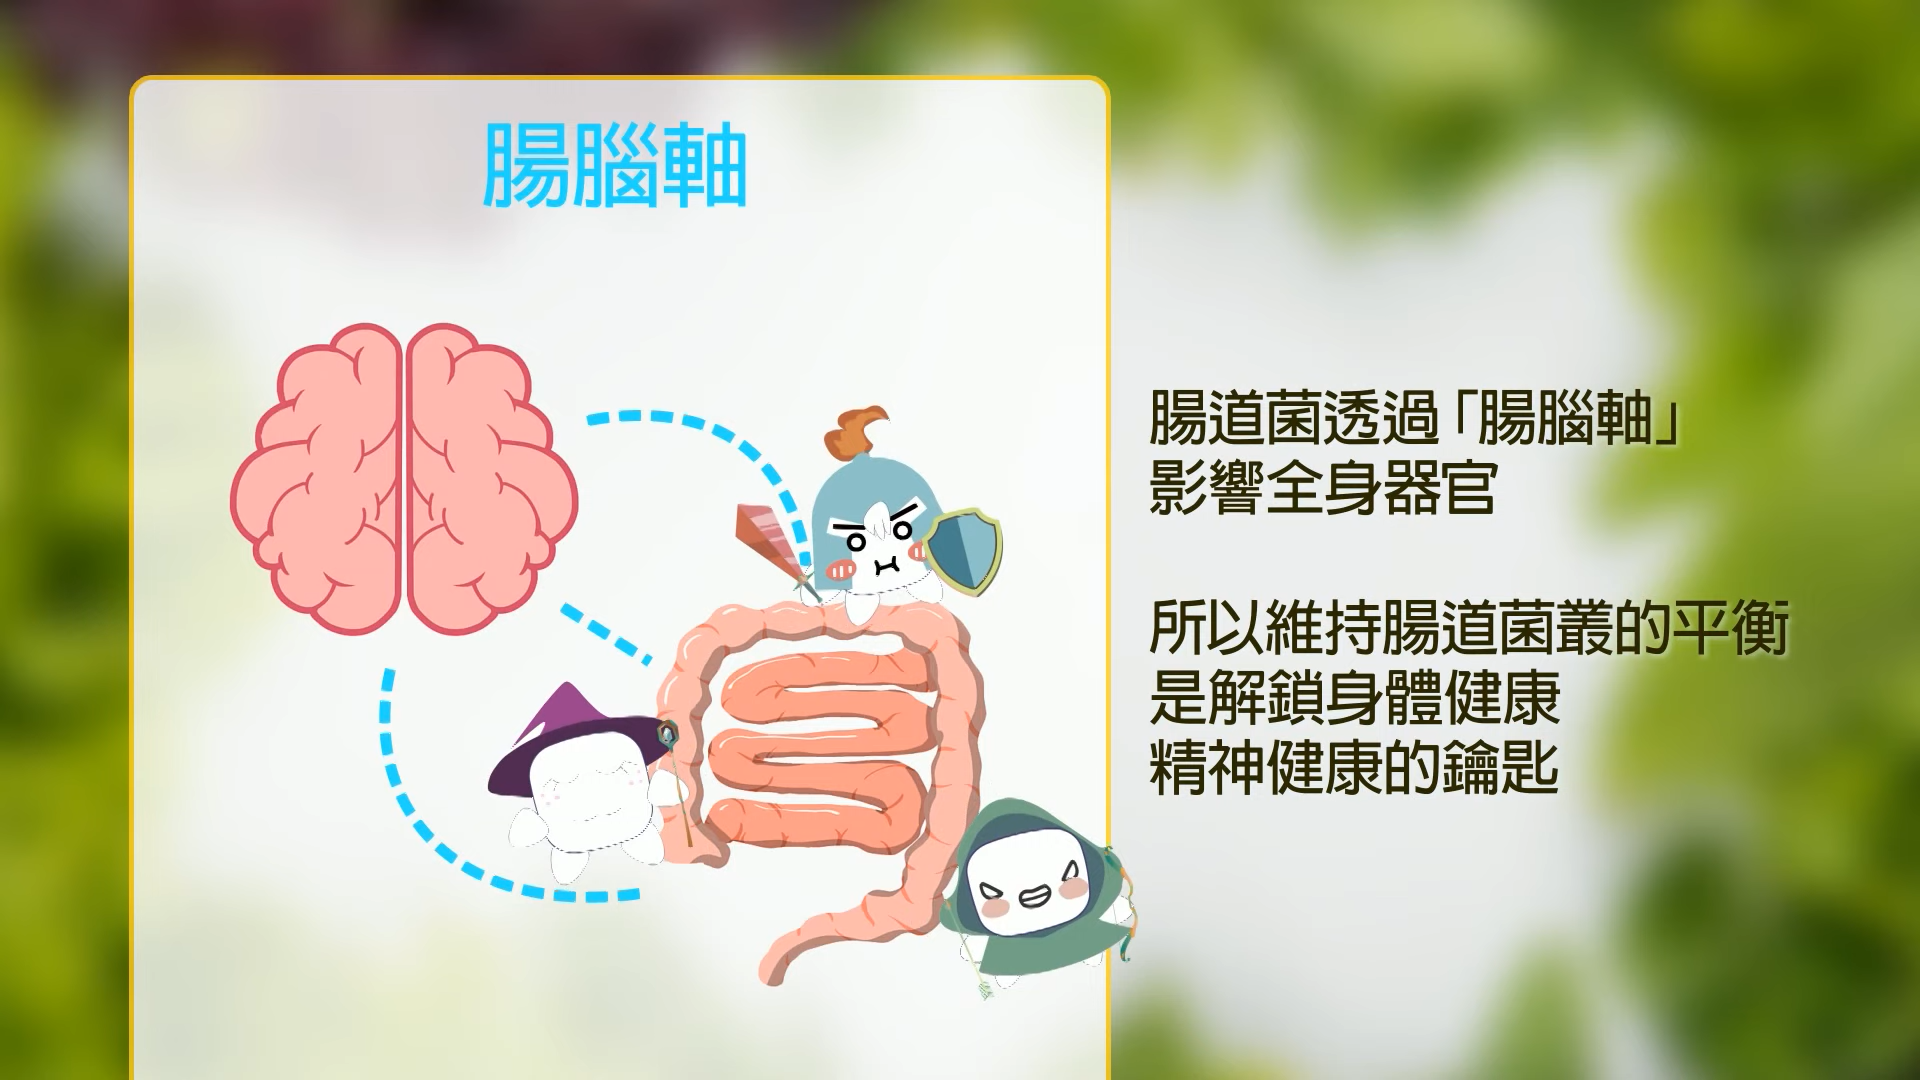 腸腦軸
腸道菌透過「腸腦軸」
影響全身器官
所以維持腸道菌叢的平衡
是解鎖身體健康
精神健康的鑰匙